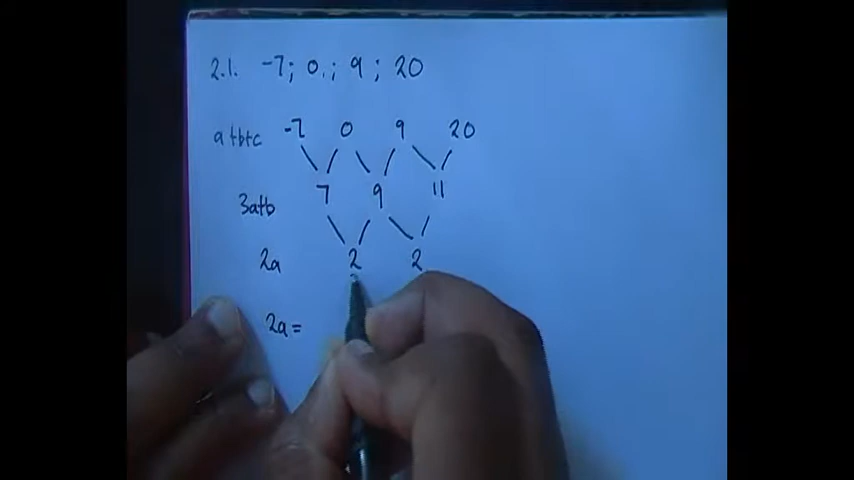 2.1. -7; 0; 9; 20
a+b+c -7 0 9 20
7 9 11
3a+b
2a 2 2
2a =